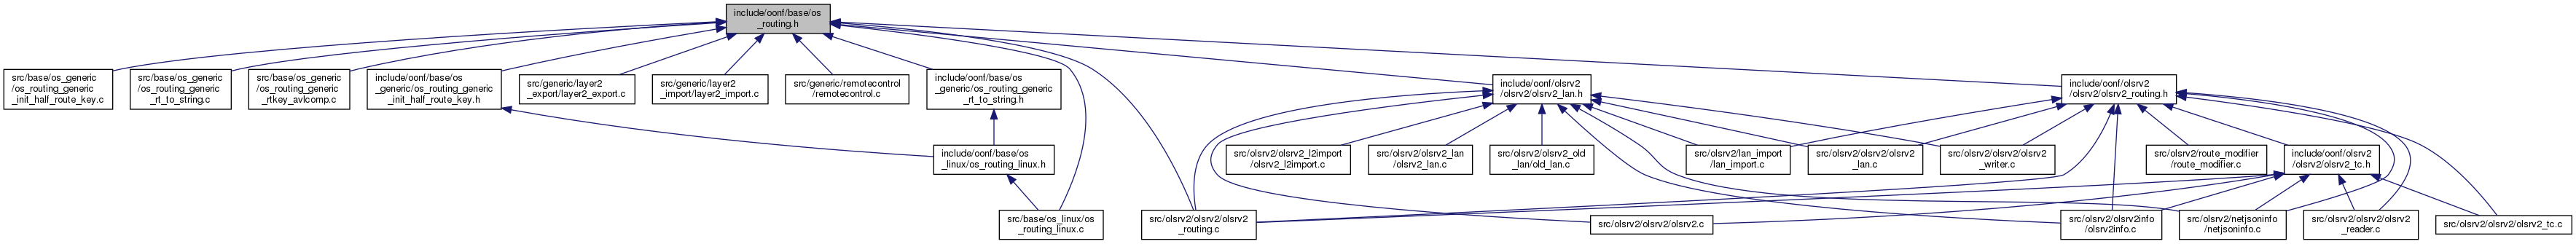 include/oonf/base/os
_routing.h
src/base/os_generic
/os_routing_generic
_init_half_route_key.c
src/base/os_generic
/os_routing_generic
_rt_to_string.c
src/base/os_generic
/os_routing_generic
_rtkey_avlcomp.c
include/oonf/base/os
_generic/os_routing_generic
_init_half_route_key.h
src/generic/layer2
_export/layer2_export.c
src/generic/layer2
_import/layer2_import.c
src/generic/remotecontrol
/remotecontrol.c
include/oonf/base/os
_generic/os_routing_generic
_rt_to_string.h
include/oonf/olsrv2
/olsrv2/olsrv2_lan.h
include/oonf/olsrv2
/olsrv2/olsrv2_routing.h
include/oonf/base/os
_linux/os_routing_linux.h
src/olsrv2/olsrv2_l2import
/olsrv2_l2import.c
src/olsrv2/olsrv2_lan
/olsrv2_lan.c
src/olsrv2/olsrv2_old
_lan/old_lan.c
src/olsrv2/lan_import
/lan_import.c
src/olsrv2/olsrv2/olsrv2
_lan.c
src/olsrv2/olsrv2/olsrv2
_writer.c
src/olsrv2/route_modifier
/route_modifier.c
include/oonf/olsrv2
/olsrv2/olsrv2_tc.h
src/base/os_linux/os
_routing_linux.c
src/olsrv2/olsrv2/olsrv2
_routing.c
src/olsrv2/olsrv2/olsrv2.c
src/olsrv2/olsrv2info
/olsrv2info.c
src/olsrv2/netjsoninfo
/netjsoninfo.c
src/olsrv2/olsrv2/olsrv2
_reader.c
src/olsrv2/olsrv2/olsrv2_tc.c